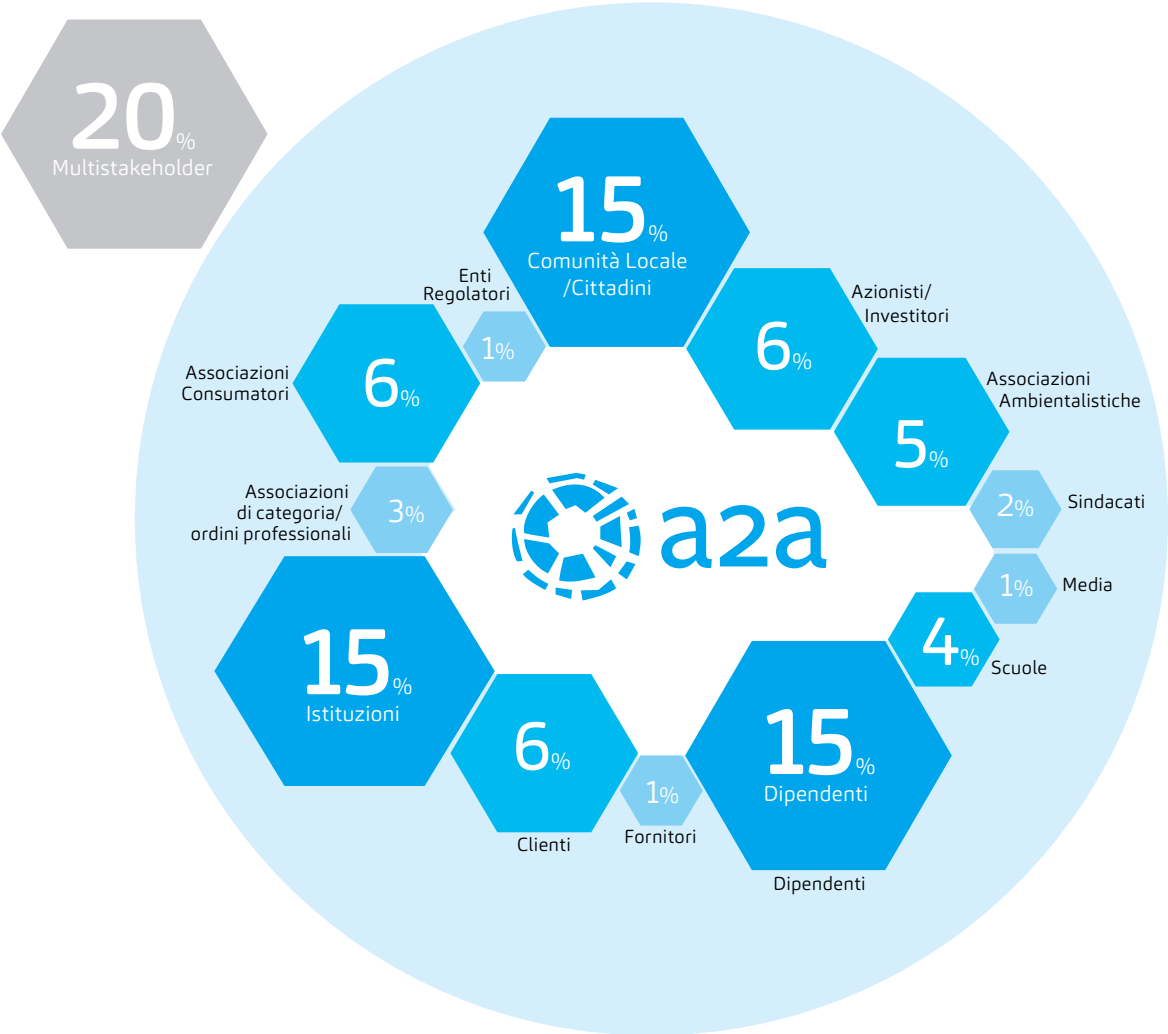 20%
Multistakeholder
15%
Comunità Locale
/Cittadini
Enti
Regolatori
1%
Azionisti/
Investitori
6%
Associazioni
Consumatori
6%
Associazioni
Ambientalistiche
5%
Associazioni
di categoria/
ordini professionali
3%
2%
Sindacati
a2a
1%
Media
4%
Scuole
15%
Istituzioni
6%
Clienti
1%
Fornitori
15%
Dipendenti
Dipendenti